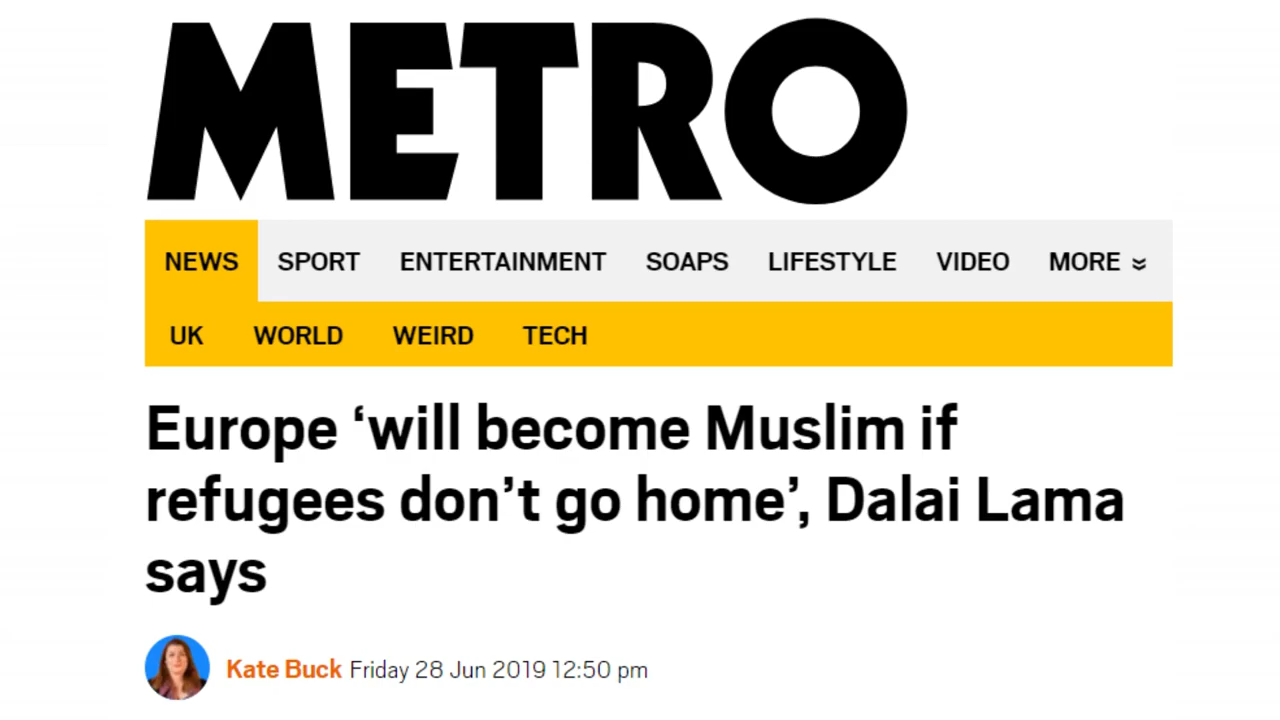 METRO
NEWS SPORT ENTERTAINMENT SOAPS LIFESTYLE VIDEO MORE
UK WORLD WEIRD TECH
Europe ‘will become Muslim if
refugees don’t go home’, Dalai Lama
says
Kate Buck Friday 28 Jun 2019 12:50 pm